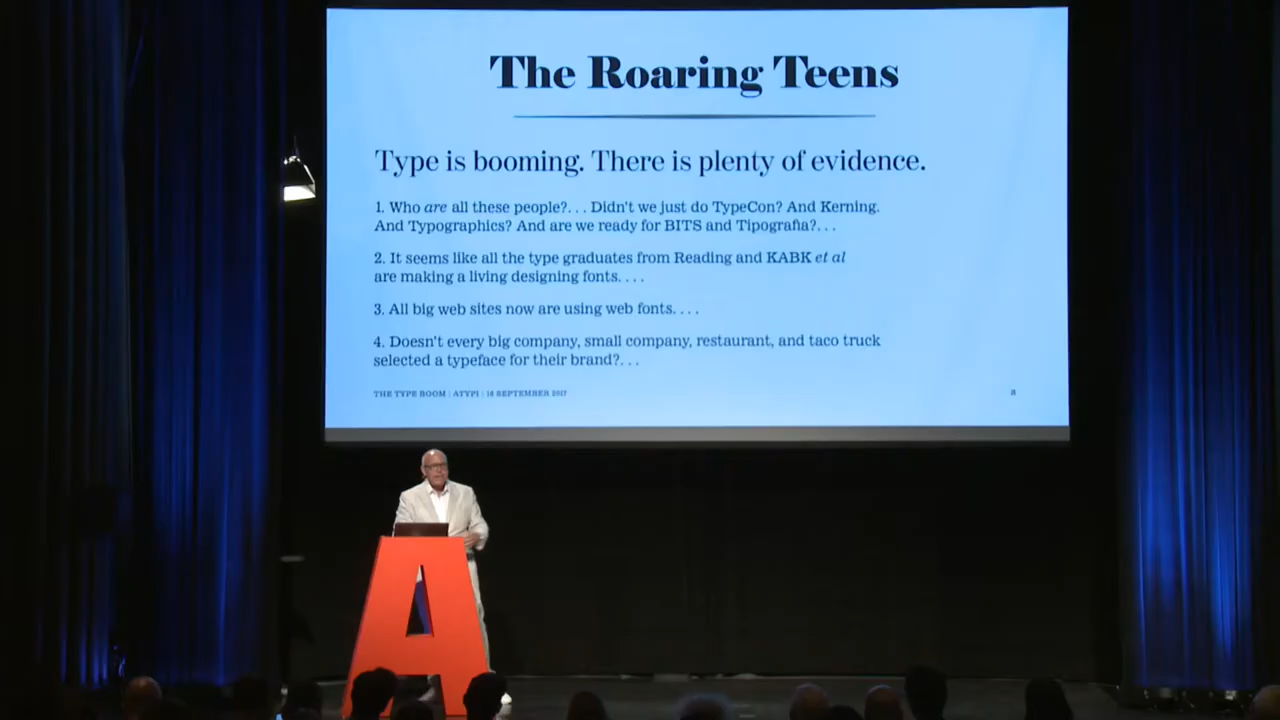 The Roaring Teens
Type is booming. There is plenty of evidence.
1. Who are all these people?. . . Didn't we just do TypeCon? And Kerning.
And Typographics? And are we ready for BITS and Tipografia?. . .
2. It seems like all the type graduates from Reading and KABK et al
are making a living designing fonts. . . .
3. All big web sites now are using web fonts. . . .
4. Doesn't every big company, small company, restaurant, and taco truck
selected a typeface for their brand?. . .
THE TYPE BOOM | ATYPI | SEPTEMBER 2017
A